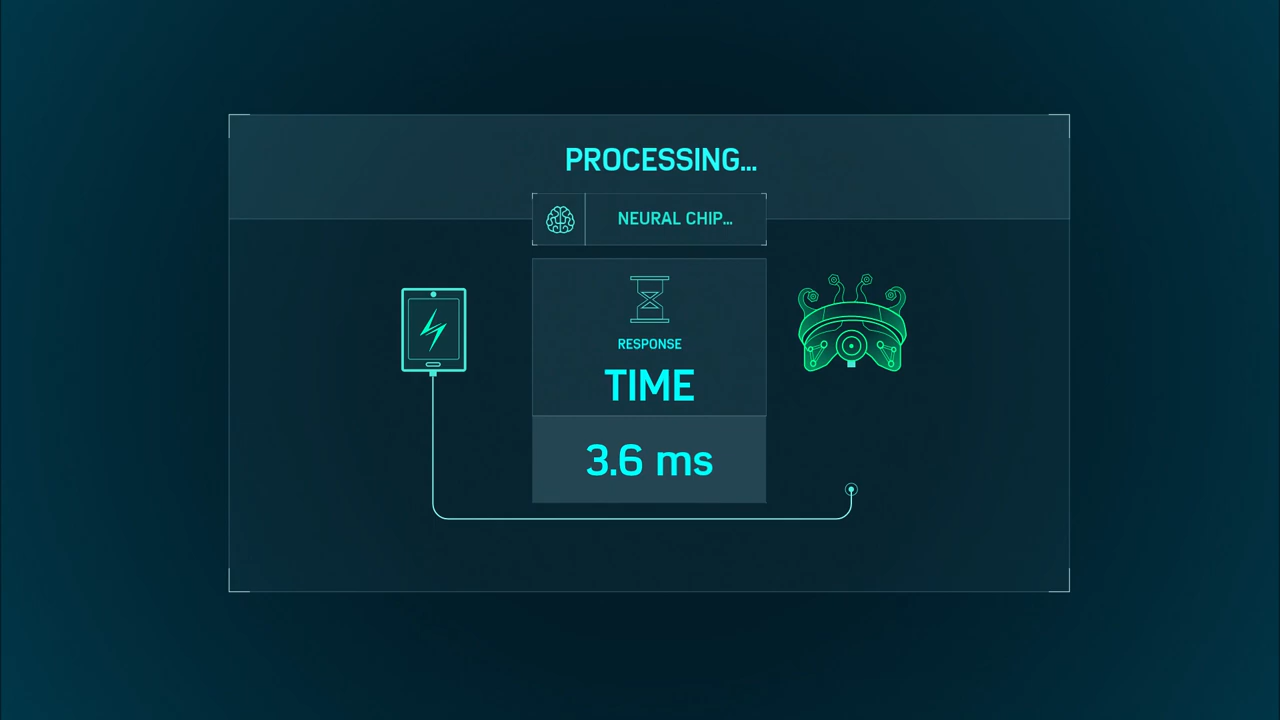 PROCESSING...
NEURAL CHIP...
RESPONSE
TIME
3.6 ms